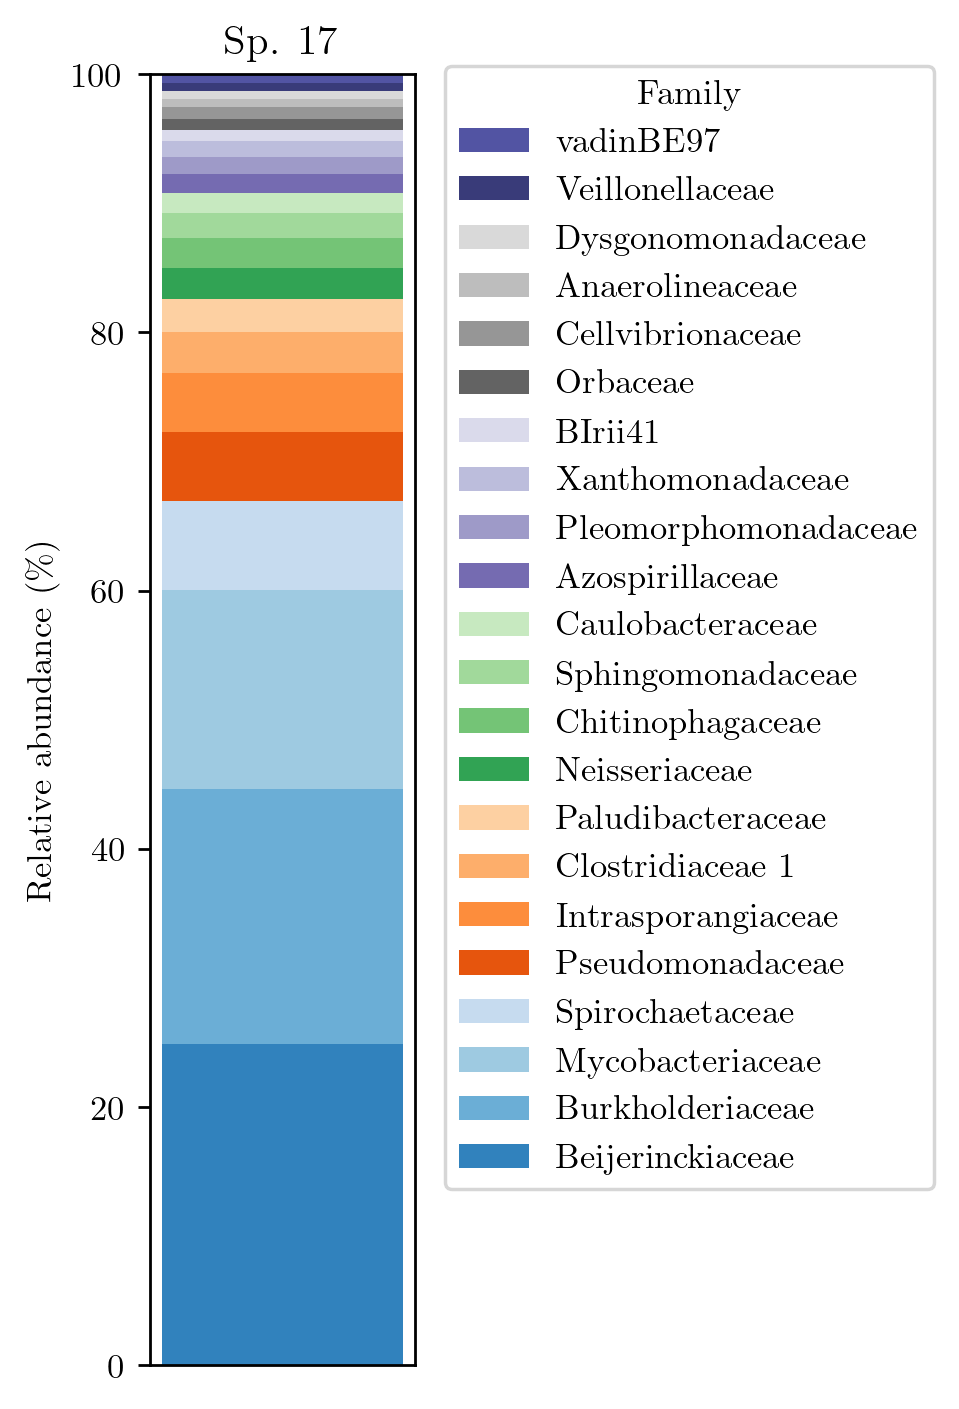 Sp. 17
100
80
60
40
20
0
Relative abundance (%)
Family
vadinBE97
Veillonellaceae
Dysgonomonadaceae
Anaerolineaceae
Cellvibrionaceae
Orbaceae
BIrii41
Xanthomonadaceae
Pleomorphomonadaceae
Azospirillaceae
Caulobacteraceae
Sphingomonadaceae
Chitinophagaceae
Neisseriaceae
Paludibacteraceae
Clostridiaceae 1
Intrasporangiaceae
Pseudomonadaceae
Spirochaetaceae
Mycobacteriaceae
Burkholderiaceae
Beijerinckiaceae